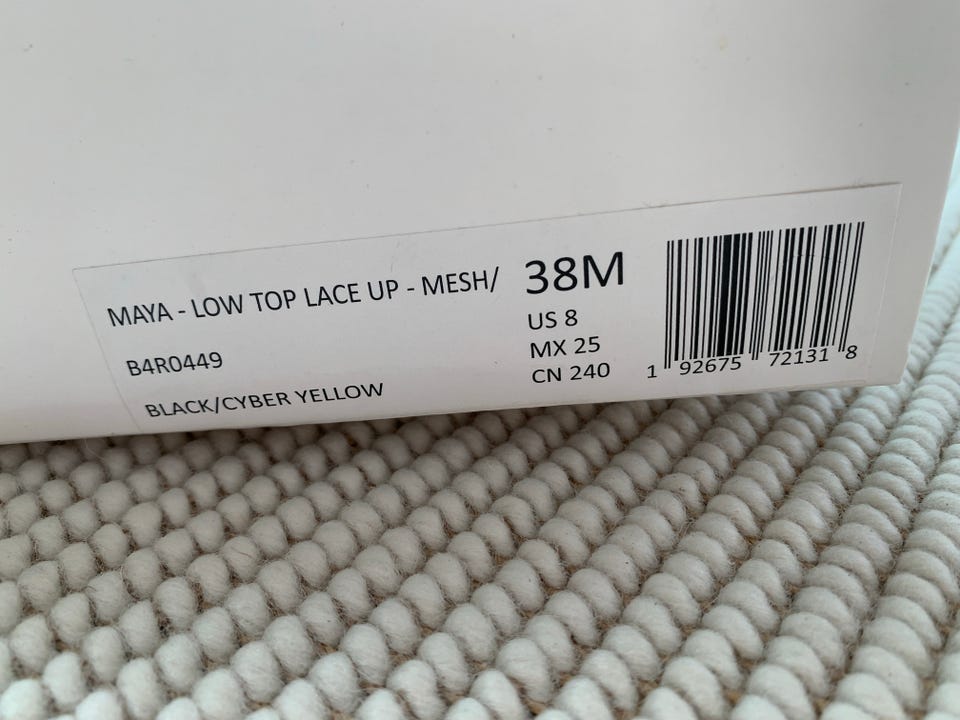 MAYA - LOW TOP LACE UP - MESH/
B4R0449
BLACK/CYBER YELLOW
38M
US 8
MX 25
CN 240
1 92675 72131 8